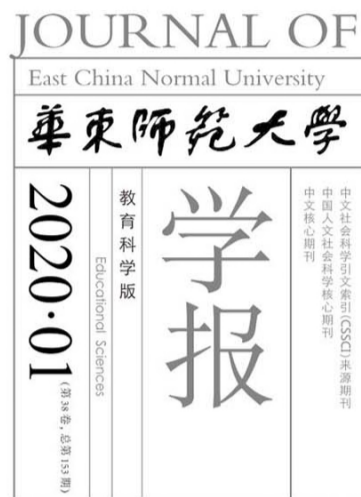 JOURNAL OF
East China Normal University
華東师范大学
2020·01
(第38卷，总第153期)
Educational Sciences
教育科学版
学报
中文社会科学引文索引(CSSCI)来源期刊
中国人文社会科学核心期刊
中文核心期刊